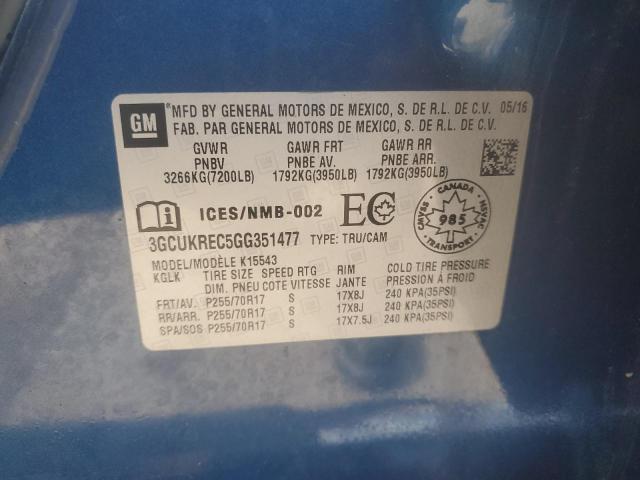 GM
MFD BY GENERAL MOTORS DE MEXICO, S. DE R.L. DE C.V. 05/16
FAB. PAR GENERAL MOTORS DE MEXICO, S. DE R.L. DE C.V.
GVWR GAWR FRT GAWR RR
PNBV PNBE AV. PNBE ARR.
3266KG(7200LB) 1792KG(3950LB) 1792KG(3950LB)
ICES/NMB-002 EC
CANADA CMVSS 985 NSVAC TRANSPORT
3GCUKREC5GG351477 TYPE: TRU/CAM
MODEL/MODÈLE K15543
KGLK TIRE SIZE SPEED RTG RIM COLD TIRE PRESSURE
DIM. PNEU COTE VITESSE JANTE PRESSION À FROID
FRT/AV. P255/70R17 S 17X8J 240 KPA(35PSI)
RR/ARR. P255/70R17 S 17X8J 240 KPA(35PSI)
SPA/SOS P255/70R17 S 17X7.5J 240 KPA(35PSI)